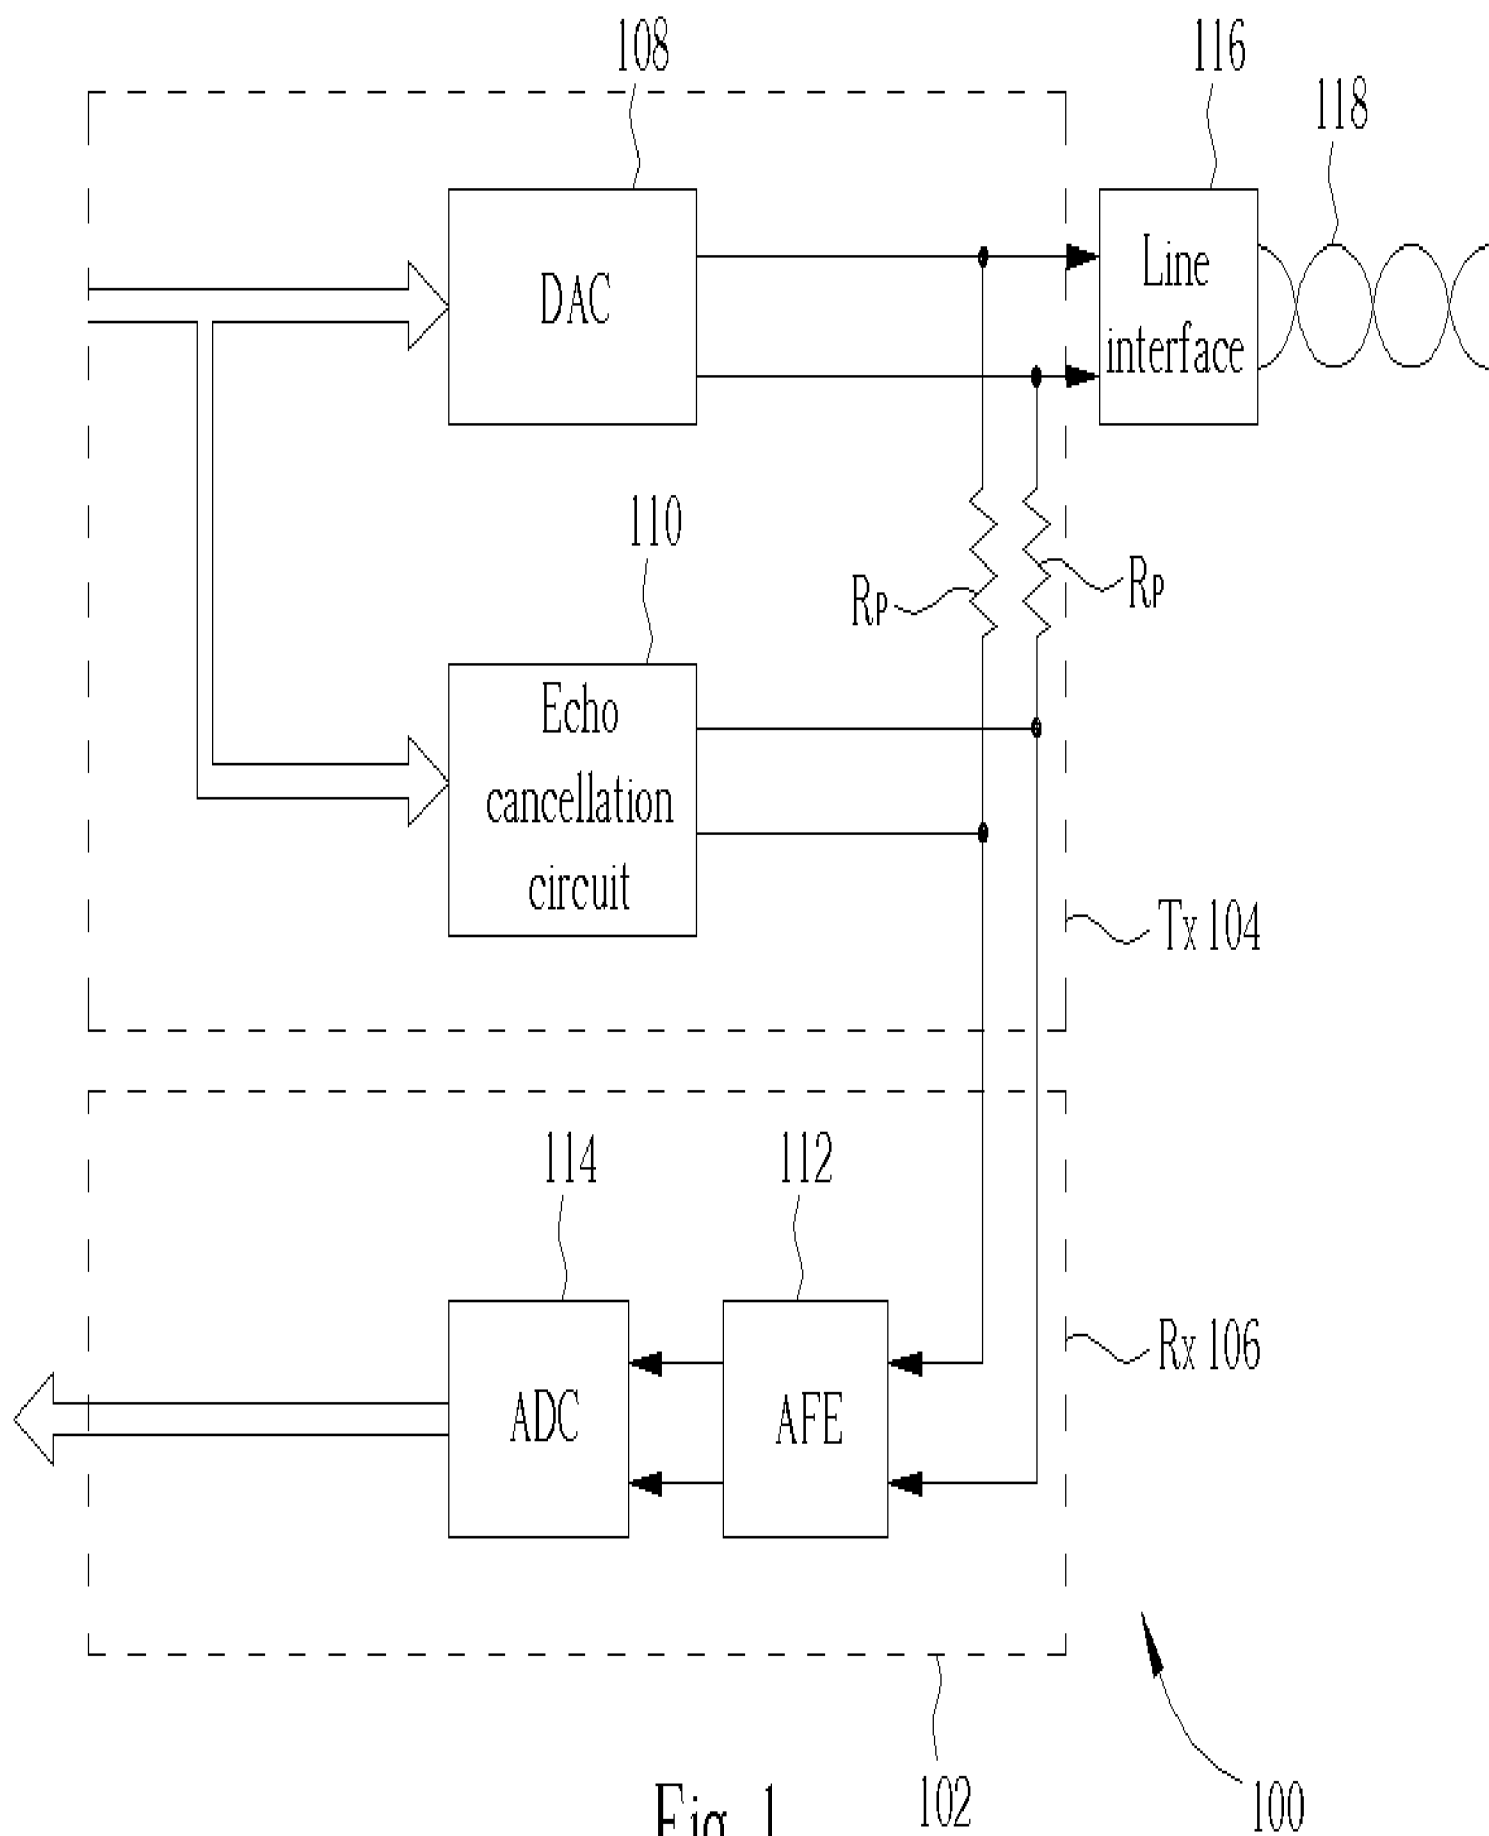 108
116
118
DAC
Line
interface
110
RP
RP
Echo
cancellation
circuit
Tx 104
114
112
Rx 106
ADC
AFE
102
100
Fig. 1